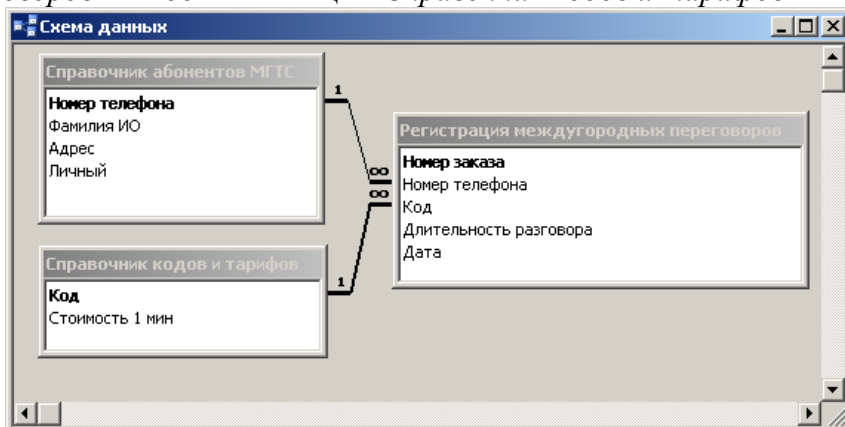 Схема данных
Справочник абонентов МГТС
Номер телефона
Фамилия ИО
Адрес
Личный
1
∞
∞
1
Регистрация междугородных переговоров
Номер заказа
Номер телефона
Код
Длительность разговора
Дата
Справочник кодов и тарифов
Код
Стоимость 1 мин